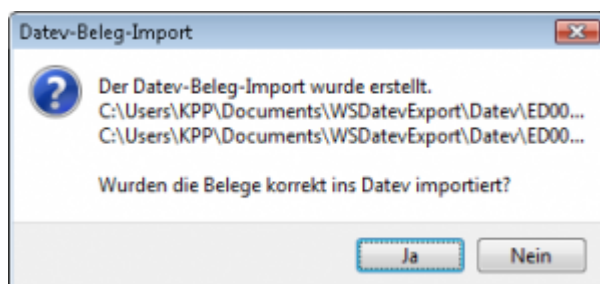 Datev-Beleg-Import
Der Datev-Beleg-Import wurde erstellt.
C:\Users\KPP\Documents\WSDatevExport\Datev\ED00...
C:\Users\KPP\Documents\WSDatevExport\Datev\ED00...
Wurden die Belege korrekt ins Datev importiert?
Ja
Nein